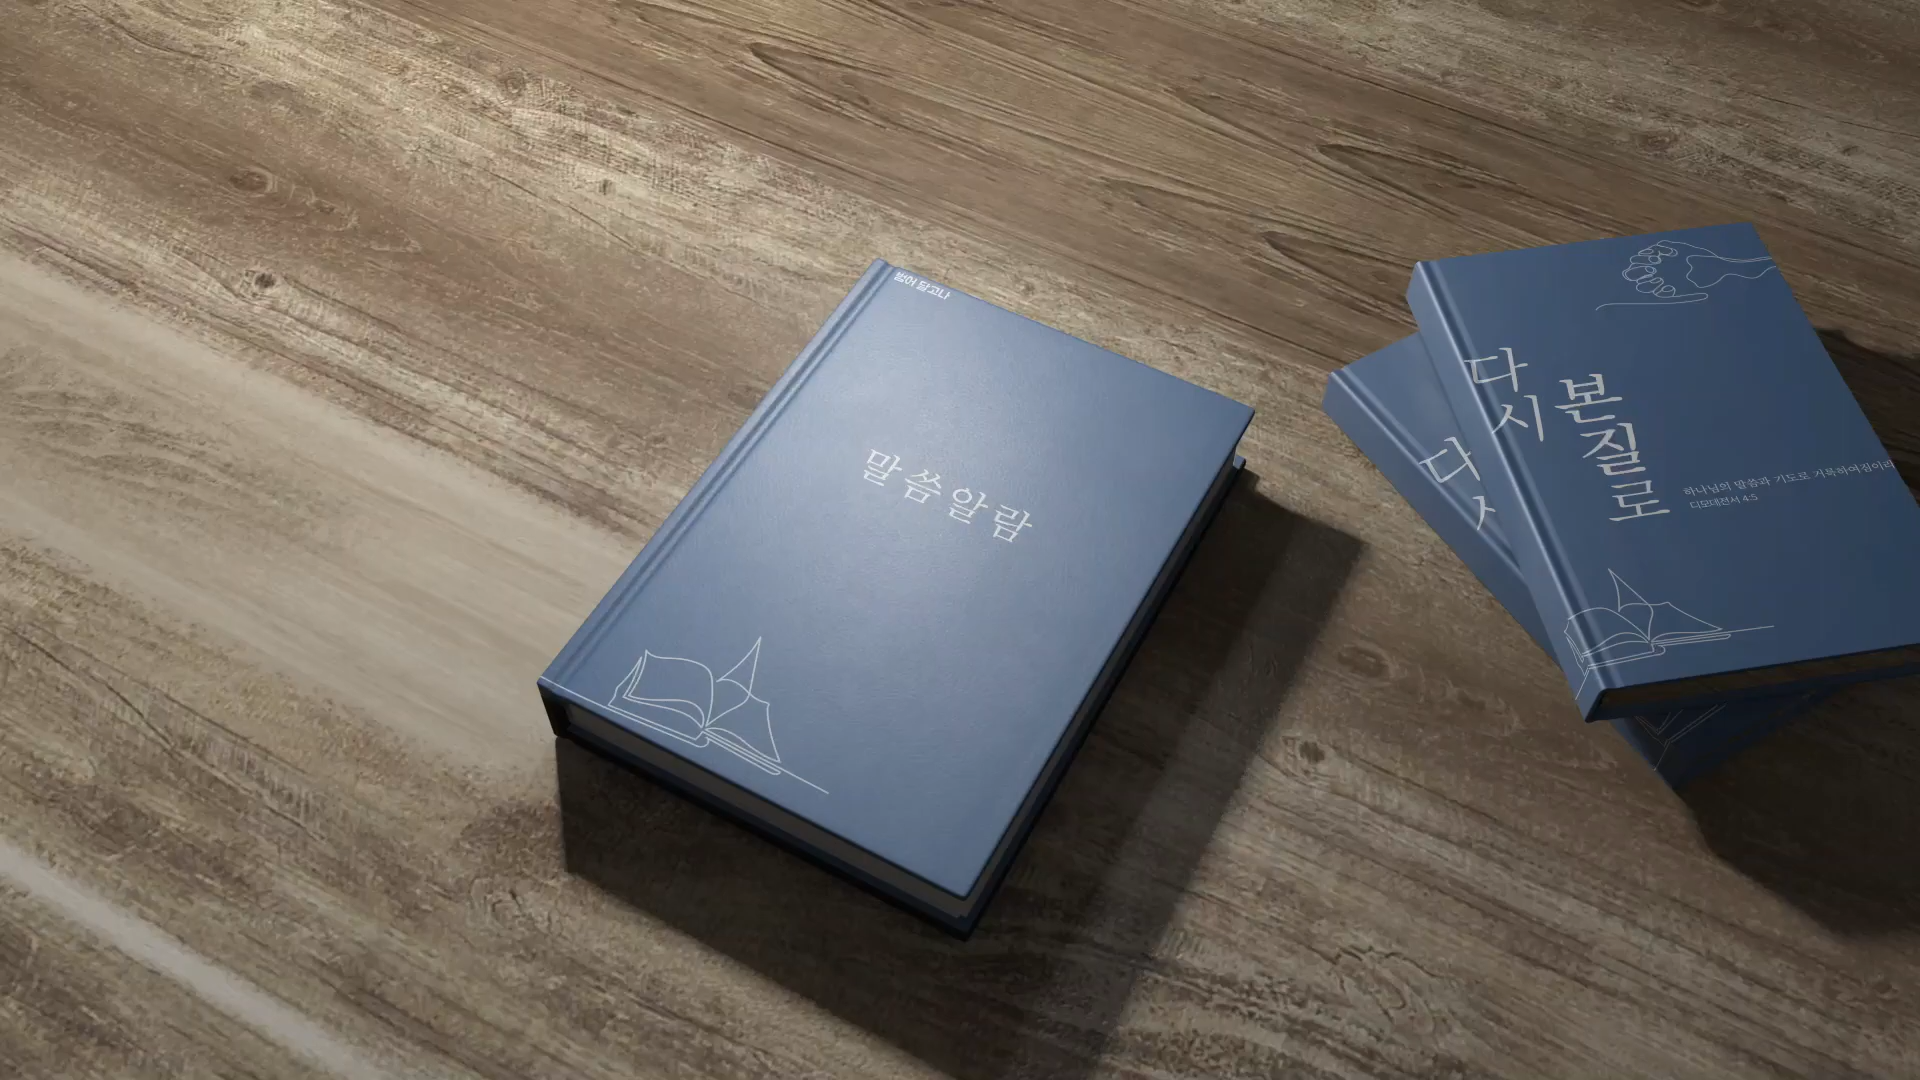 말씀알람
다시
본질로
하나님의 말씀과 기도로 거룩하여짐이라
디모데전서 4:5
다